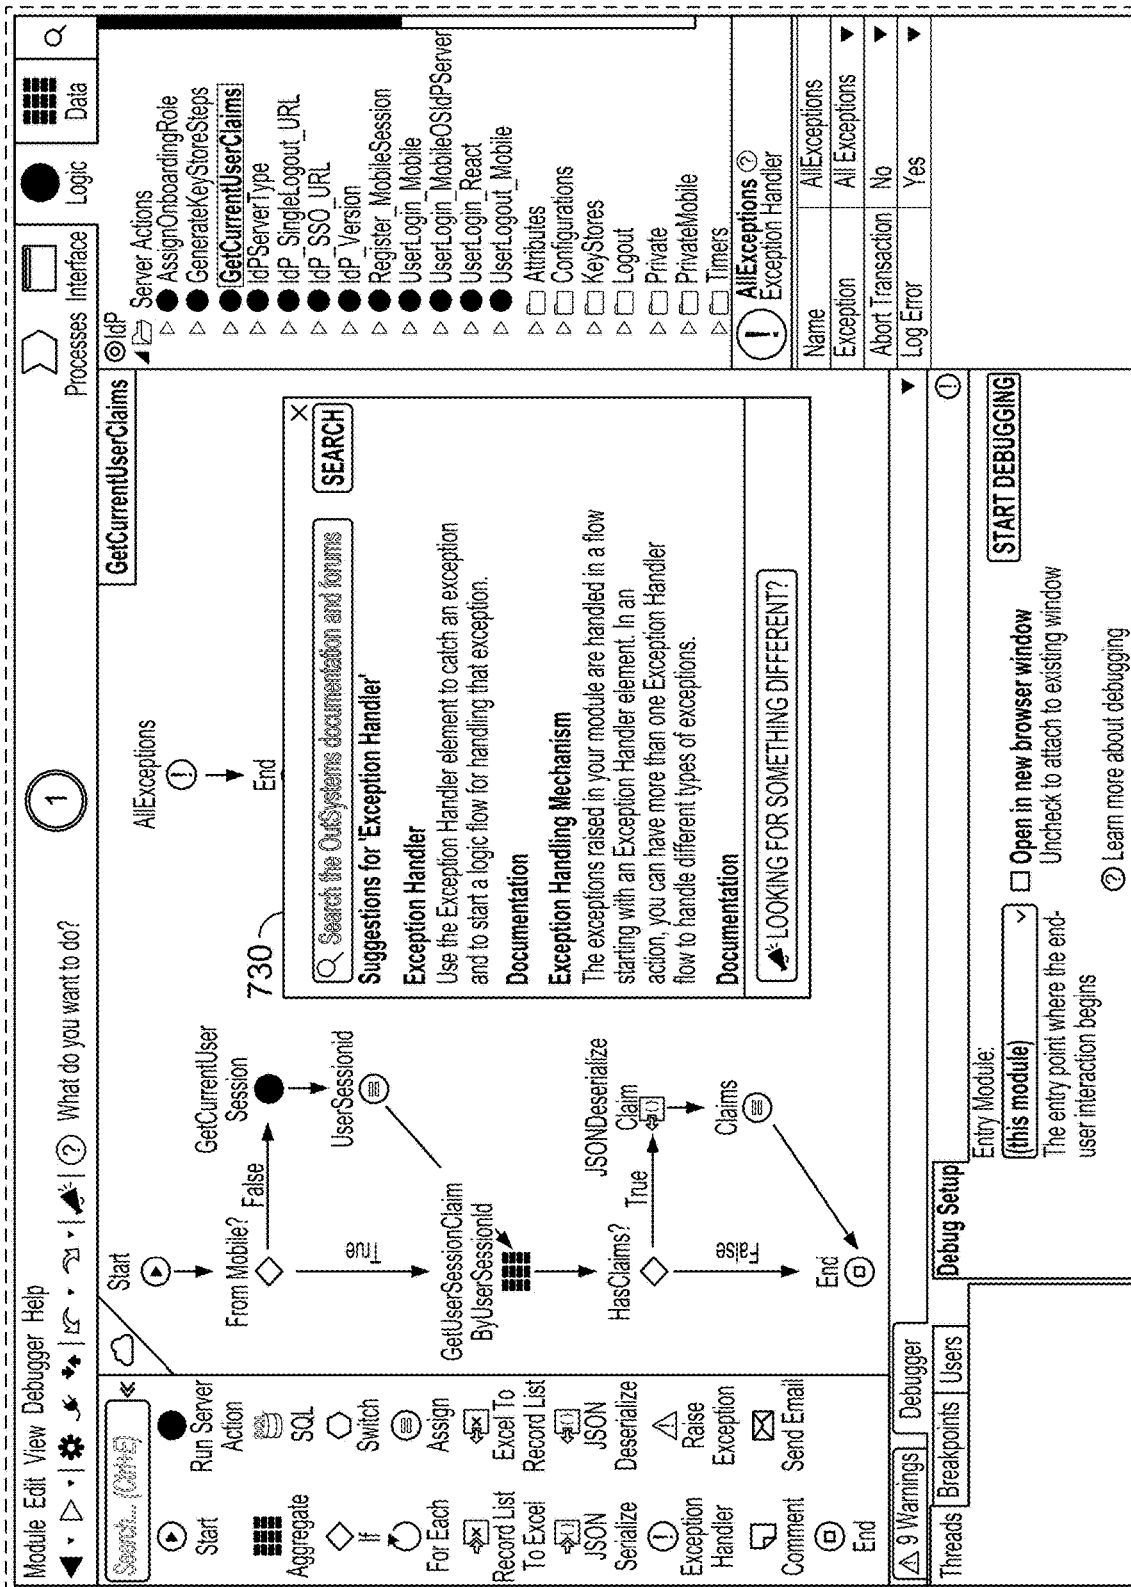 Module Edit View Debugger Help
What do you want to do?
1
Processes
Interface
Logic
Data
Search... (Ctrl+E)
Start
Run Server
Action
Aggregate
SQL
If
Switch
For Each
Assign
Record List
To Excel
Excel To
Record List
JSON
Serialize
JSON
Deserialize
Exception
Handler
Raise
Exception
Comment
Send Email
End
GetCurrentUserClaims
Start
From Mobile?
False
True
GetCurrentUser
Session
UserSessionid
GetUserSessionClaim
ByUserSessionId
HasClaims?
True
False
JSONDeserialize
Claim
Claims
End
AllExceptions
End
730
Search the OutSystems documentation and forums
SEARCH
Suggestions for 'Exception Handler'
Exception Handler
Use the Exception Handler element to catch an exception
and to start a logic flow for handling that exception.
Documentation
Exception Handling Mechanism
The exceptions raised in your module are handled in a flow
starting with an Exception Handler element. In an
action, you can have more than one Exception Handler
flow to handle different types of exceptions.
Documentation
LOOKING FOR SOMETHING DIFFERENT?
IdP
Server Actions
AssignOnboardingRole
GenerateKeyStoreSteps
GetCurrentUserClaims
IdPServerType
IdP_SingleLogout_URL
IdP_SSO_URL
IdP_Version
Register_MobileSession
UserLogin_Mobile
UserLogin_MobileOSIdPServer
UserLogin_React
UserLogout_Mobile
Attributes
Configurations
KeyStores
Logout
Private
PrivateMobile
Timers
AllExceptions
Exception Handler
Name AllExceptions
Exception All Exceptions
Abort Transaction No
Log Error Yes
9 Warnings Debugger
Threads Breakpoints Users
Debug Setup
Entry Module:
(this module)
The entry point where the end-
user interaction begins
Open in new browser window
Uncheck to attach to existing window
Learn more about debugging
START DEBUGGING